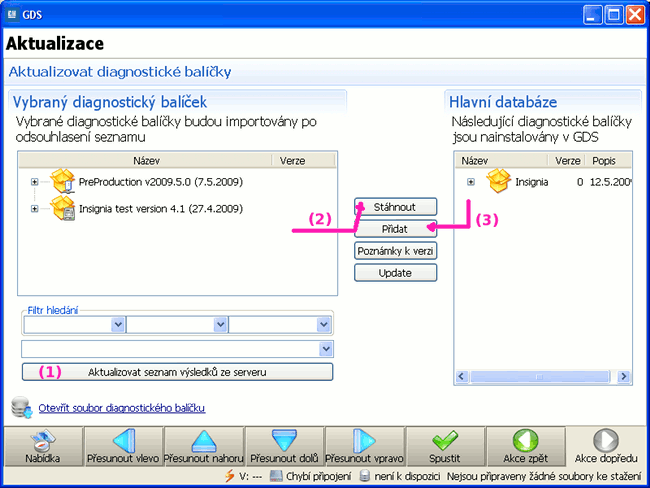 GDS
Aktualizace
Aktualizovat diagnostické balíčky
Vybraný diagnostický balíček
Vybrané diagnostické balíčky budou importovány po
odsouhlasení seznamu
Název Verze
PreProduction v2009.5.0 (7.5.2009)
Insignia test version 4.1 (27.4.2009)
(2)
Stáhnout
Přidat
(3)
Poznámky k verzi
Update
Hlavní databáze
Následující diagnostické balíčky
jsou nainstalovány v GDS
Název Verze Popis
Insignia 0 12.5.200
Filtr hledání
(1) Aktualizovat seznam výsledků ze serveru
Otevřít soubor diagnostického balíčku
Nabídka Přesunout vlevo Přesunout nahoru Přesunout dolů Přesunout vpravo Spustit Akce zpět Akce dopředu
V: --- Chybí připojení není k dispozici Nejsou připraveny žádné soubory ke stažení